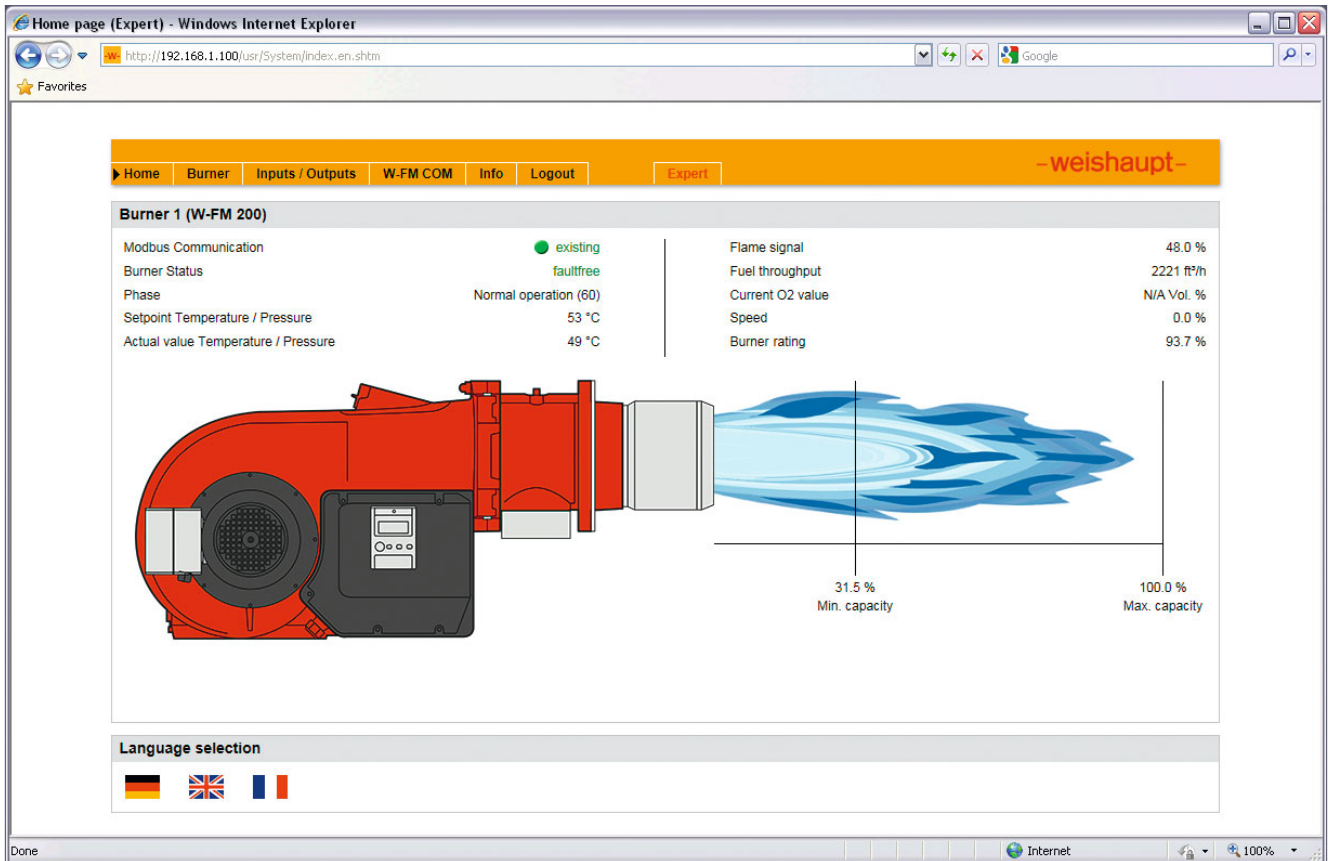 Home page (Expert) - Windows Internet Explorer
-w- http://192.168.1.100/usr/System/index.en.shtm
Google
Favorites
-weishaupt-
Home Burner Inputs / Outputs W-FM COM Info Logout Expert
Burner 1 (W-FM 200)
Modbus Communication existing
Burner Status faultfree
Phase Normal operation (60)
Setpoint Temperature / Pressure 53 °C
Actual value Temperature / Pressure 49 °C
Flame signal 48.0 %
Fuel throughput 2221 ft³/h
Current O2 value N/A Vol. %
Speed 0.0 %
Burner rating 93.7 %
31.5 %
Min. capacity
100.0 %
Max. capacity
Language selection
Done Internet 100%